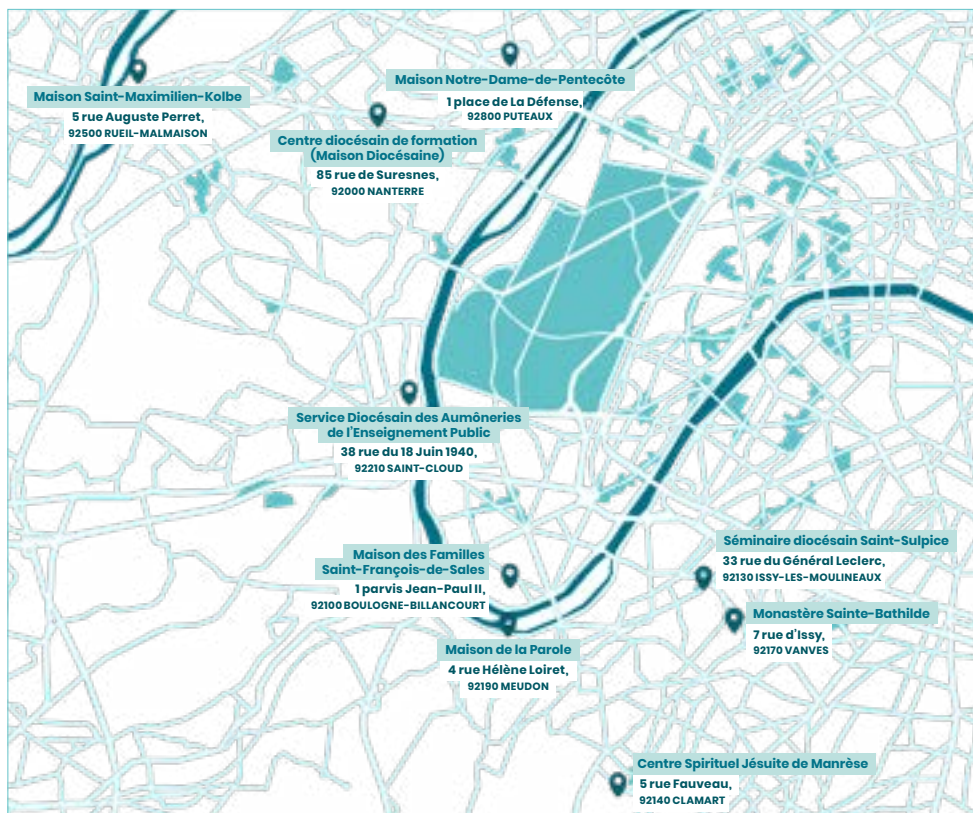 Maison Notre-Dame-de-Pentecôte
1 place de La Défense,
92800 PUTEAUX
Maison Saint-Maximilien-Kolbe
5 rue Auguste Perret,
92500 RUEIL-MALMAISON
Centre diocésain de formation
(Maison Diocésaine)
85 rue de Suresnes,
92000 NANTERRE
Service Diocésain des Aumôneries
de l'Enseignement Public
38 rue du 18 Juin 1940,
92210 SAINT-CLOUD
Maison des Familles
Saint-François-de-Sales
1 parvis Jean-Paul II,
92100 BOULOGNE-BILLANCOURT
Séminaire diocésain Saint-Sulpice
33 rue du Général Leclerc,
92130 ISSY-LES-MOULINEAUX
Monastère Sainte-Bathilde
7 rue d'Issy,
92170 VANVES
Maison de la Parole
4 rue Hélène Loiret,
92190 MEUDON
Centre Spirituel Jésuite de Manrèse
5 rue Fauveau,
92140 CLAMART